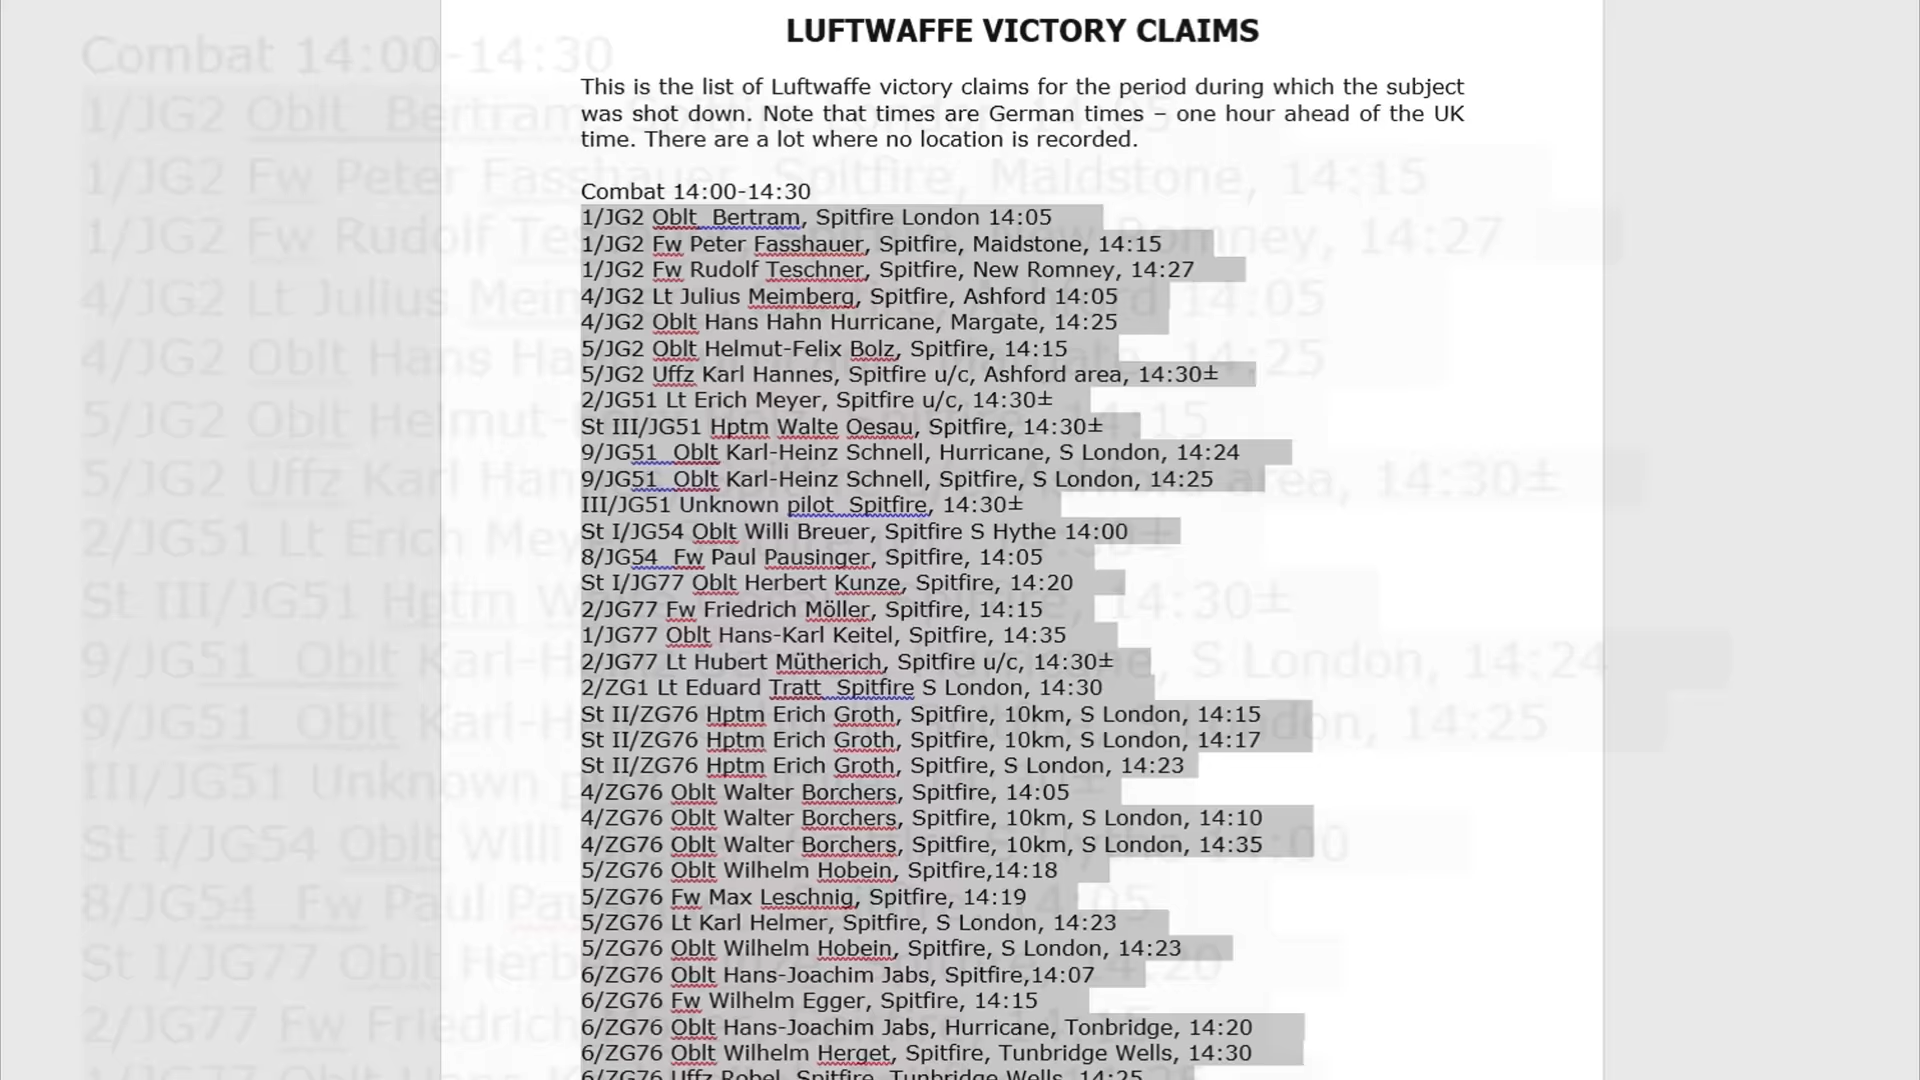 LUFTWAFFE VICTORY CLAIMS
This is the list of Luftwaffe victory claims for the period during which the subject
was shot down. Note that times are German times – one hour ahead of the UK
time. There are a lot where no location is recorded.
Combat 14:00-14:30
1/JG2 Oblt  Bertram, Spitfire London 14:05
1/JG2 Fw Peter Fasshauer, Spitfire, Maidstone, 14:15
1/JG2 Fw Rudolf Teschner, Spitfire, New Romney, 14:27
4/JG2 Lt Julius Meimberg, Spitfire, Ashford 14:05
4/JG2 Oblt Hans Hahn Hurricane, Margate, 14:25
5/JG2 Oblt Helmut-Felix Bolz, Spitfire, 14:15
5/JG2 Uffz Karl Hannes, Spitfire u/c, Ashford area, 14:30±
2/JG51 Lt Erich Meyer, Spitfire u/c, 14:30±
St III/JG51 Hptm Walte Oesau, Spitfire, 14:30±
9/JG51  Oblt Karl-Heinz Schnell, Hurricane, S London, 14:24
9/JG51  Oblt Karl-Heinz Schnell, Spitfire, S London, 14:25
III/JG51 Unknown pilot  Spitfire, 14:30±
St I/JG54 Oblt Willi Breuer, Spitfire S Hythe 14:00
8/JG54  Fw Paul Pausinger, Spitfire, 14:05
St I/JG77 Oblt Herbert Kunze, Spitfire, 14:20
2/JG77 Fw Friedrich Möller, Spitfire, 14:15
1/JG77 Oblt Hans-Karl Keitel, Spitfire, 14:35
2/JG77 Lt Hubert Mütherich, Spitfire u/c, 14:30±
2/ZG1 Lt Eduard Tratt  Spitfire S London, 14:30
St II/ZG76 Hptm Erich Groth, Spitfire, 10km, S London, 14:15
St II/ZG76 Hptm Erich Groth, Spitfire, 10km, S London, 14:17
St II/ZG76 Hptm Erich Groth, Spitfire, S London, 14:23
4/ZG76 Oblt Walter Borchers, Spitfire, 14:05
4/ZG76 Oblt Walter Borchers, Spitfire, 10km, S London, 14:10
4/ZG76 Oblt Walter Borchers, Spitfire, 10km, S London, 14:35
5/ZG76 Oblt Wilhelm Hobein, Spitfire,14:18
5/ZG76 Fw Max Leschnig, Spitfire, 14:19
5/ZG76 Lt Karl Helmer, Spitfire, S London, 14:23
5/ZG76 Oblt Wilhelm Hobein, Spitfire, S London, 14:23
6/ZG76 Oblt Hans-Joachim Jabs, Spitfire,14:07
6/ZG76 Fw Wilhelm Egger, Spitfire, 14:15
6/ZG76 Oblt Hans-Joachim Jabs, Hurricane, Tonbridge, 14:20
6/ZG76 Oblt Wilhelm Herget, Spitfire, Tunbridge Wells, 14:30
6/ZG76 Uffz Robel, Spitfire, Tunbridge Wells, 14:25